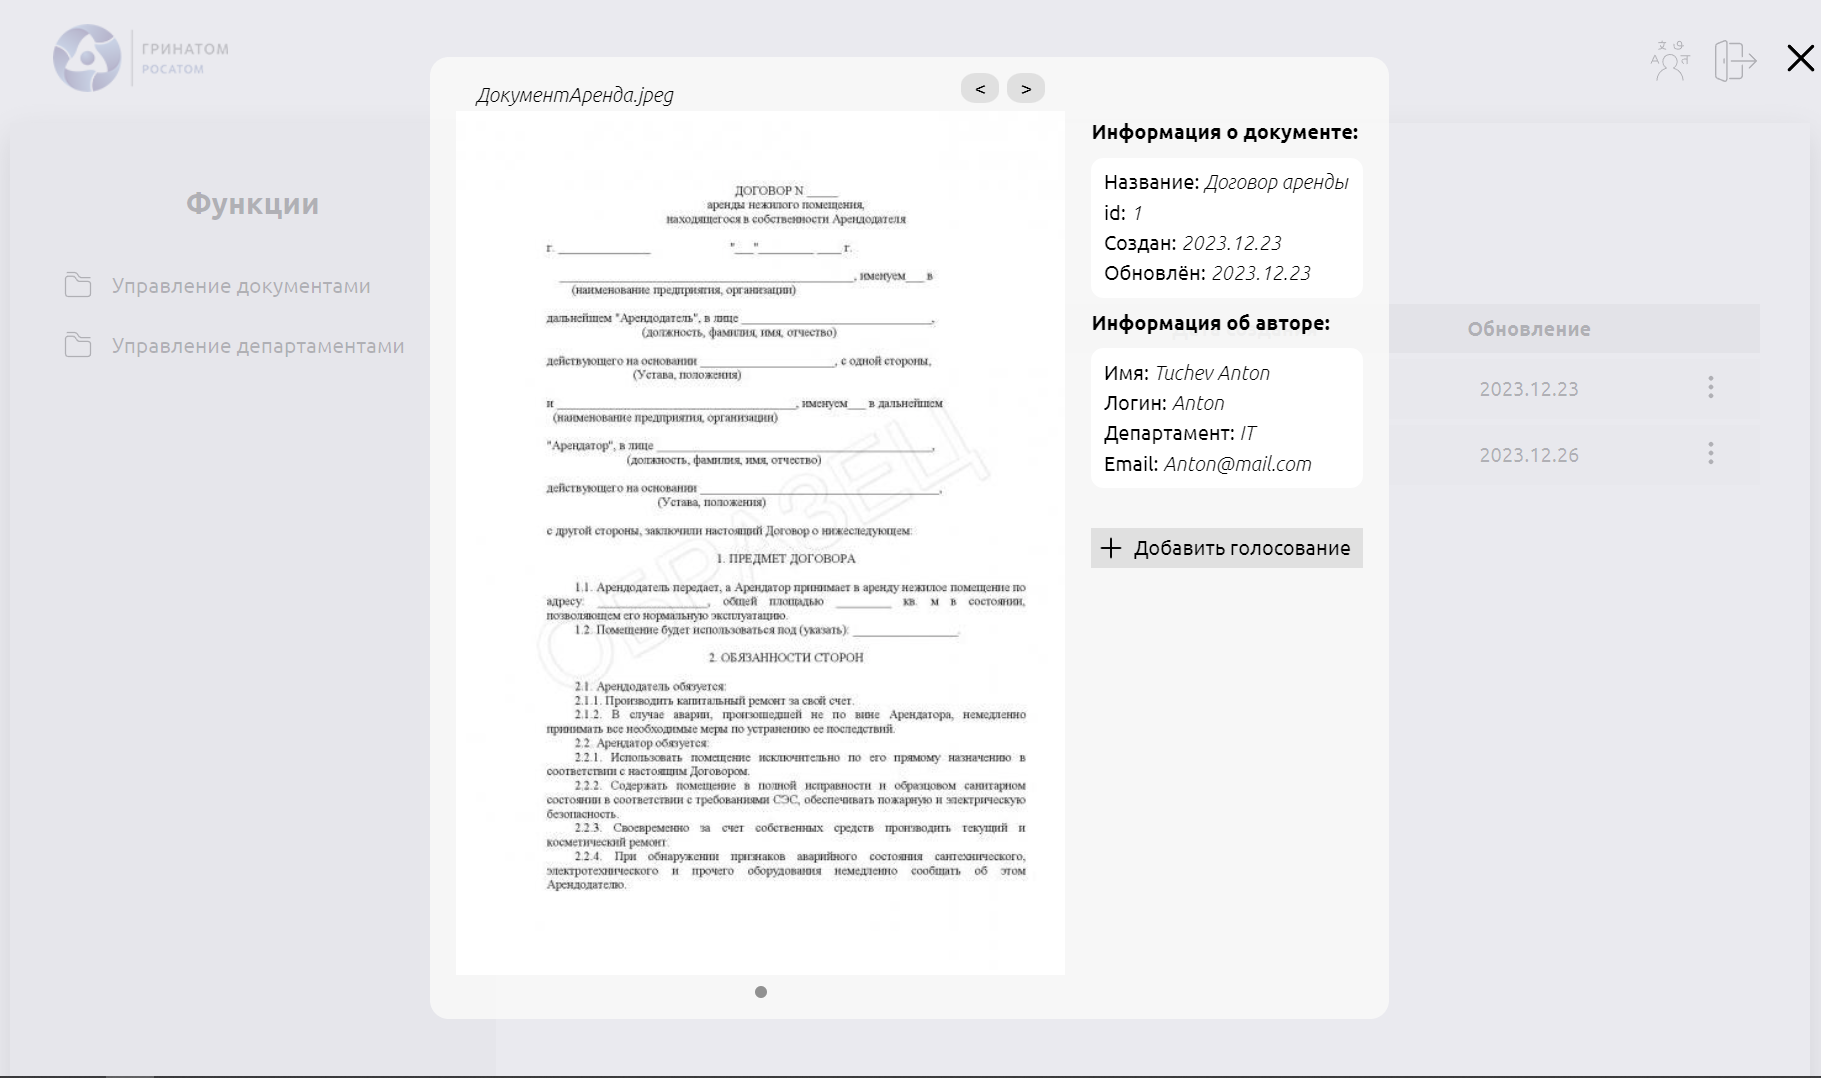 ГРИНАТОМ
РОСАТОМ
Функции
Управление документами
Управление департаментами
ДокументАренда.jpeg
< >
ДОГОВОР N _____
аренды нежилого помещения,
находящегося в собственности Арендодателя
г. _______________ "___"_________ ____ г.
_______________________________________________, именуем___ в
(наименование предприятия, организации)
дальнейшем "Арендодатель", в лице _______________________________,
(должность, фамилия, имя, отчество)
действующего на основании ______________________, с одной стороны,
(Устава, положения)
и _______________________________________, именуем___ в дальнейшем
(наименование предприятия, организации)
"Арендатор", в лице _____________________________________________,
(должность, фамилия, имя, отчество)
действующего на основании _______________________________________,
(Устава, положения)
с другой стороны, заключили настоящий Договор о нижеследующем:
1. ПРЕДМЕТ ДОГОВОРА
1.1. Арендодатель передает, а Арендатор принимает в аренду нежилое помещение по
адресу: __________________, общей площадью _________ кв. м в состоянии,
позволяющем его нормальную эксплуатацию.
1.2. Помещение будет использоваться под (указать): _________________.
2. ОБЯЗАННОСТИ СТОРОН
2.1. Арендодатель обязуется:
2.1.1. Производить капитальный ремонт за свой счет.
2.1.2. В случае аварии, произошедшей не по вине Арендатора, немедленно
принимать все необходимые меры по устранению ее последствий.
2.2. Арендатор обязуется:
2.2.1. Использовать помещение исключительно по его прямому назначению в
соответствии с настоящим Договором.
2.2.2. Содержать помещение в полной исправности и образцовом санитарном
состоянии в соответствии с требованиями СЭС, обеспечивать пожарную и электрическую
безопасность.
2.2.3. Своевременно за счет собственных средств производить текущий и
косметический ремонт.
2.2.4. При обнаружении признаков аварийного состояния сантехнического,
электротехнического и прочего оборудования немедленно сообщать об этом
Арендодателю.
ОБРАЗЕЦ
Информация о документе:
Название: Договор аренды
id: 1
Создан: 2023.12.23
Обновлён: 2023.12.23
Информация об авторе:
Имя: Tuchev Anton
Логин: Anton
Департамент: IT
Email: Anton@mail.com
+ Добавить голосование
Обновление
2023.12.23
2023.12.26